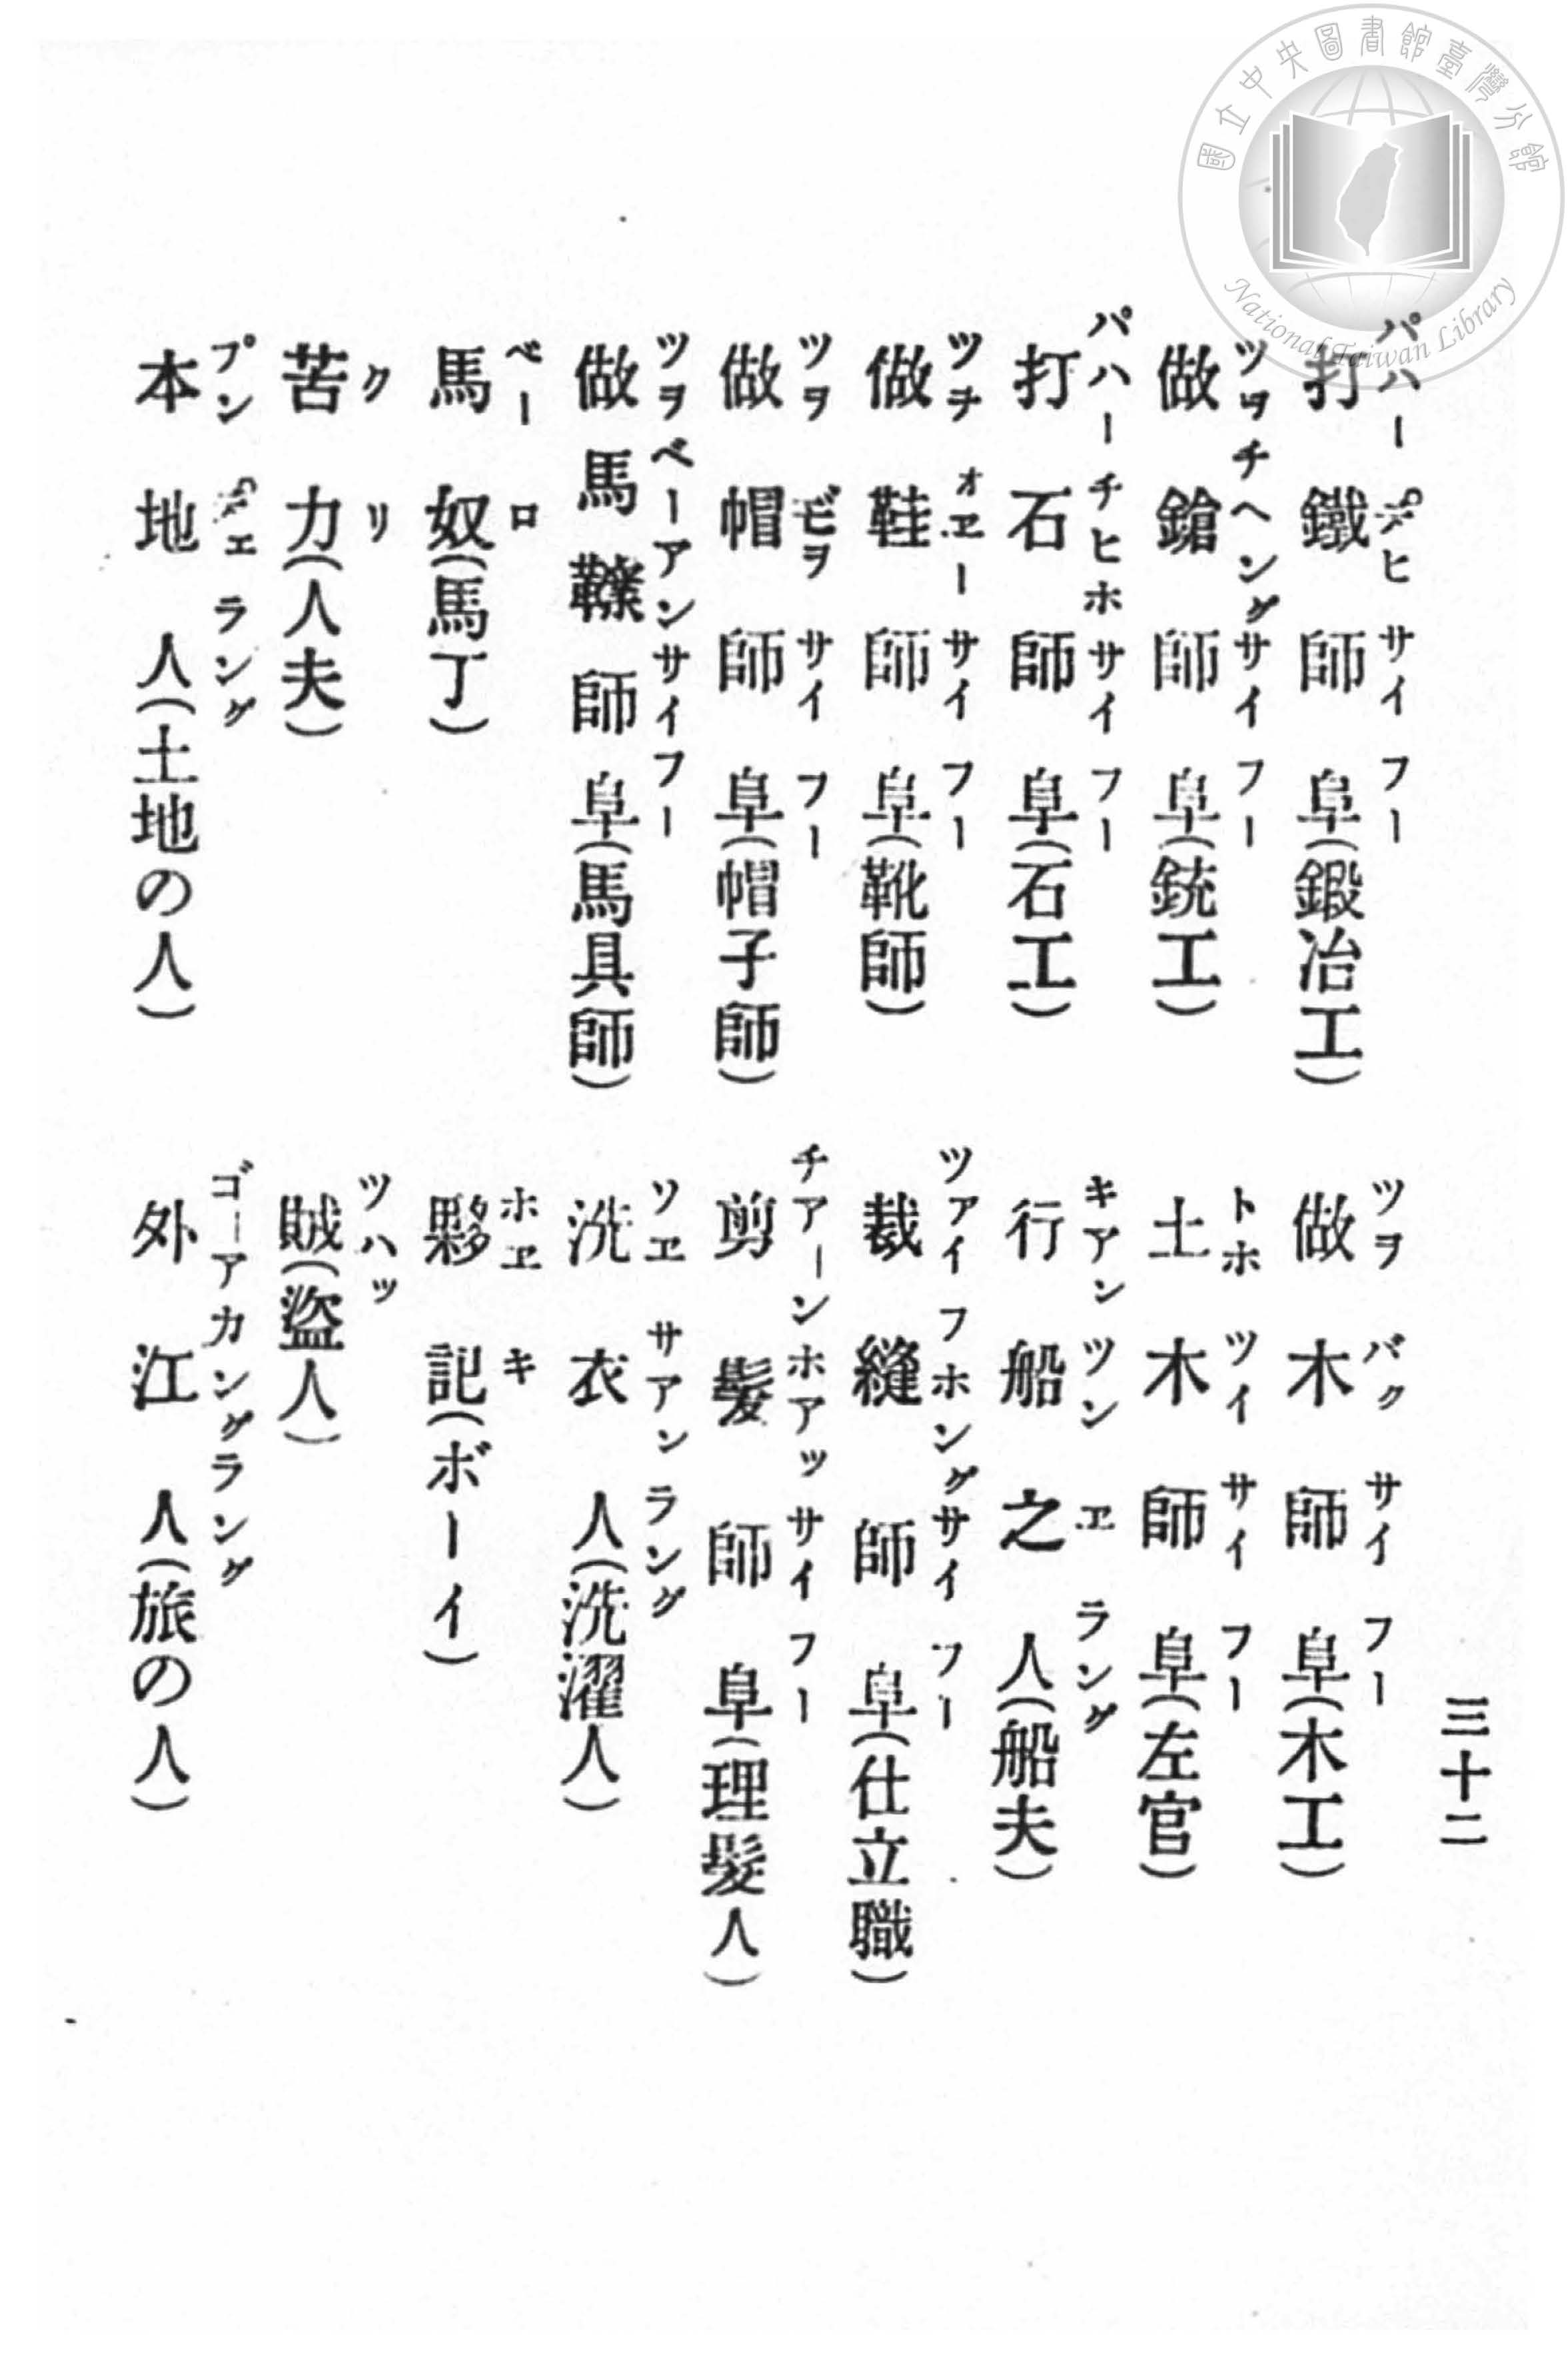 國立中央圖書館臺灣分館
National Taiwan Library
三十二
パハー サイ フー
打鐵師阜(鍛冶工)
ツヲ チヘング サイ フー
做鎗師阜(銃工)
パハー チヒホ サイ フー
打石師阜(石工)
ツヲ オヱー サイ フー
做鞋師阜(靴師)
ツヲ ビヲ サイ フー
做帽師阜(帽子師)
ツヲ ベー アン サイ フー
做馬鞍師阜(馬具師)
ベー ロ
馬奴(馬丁)
ク リ
苦力(人夫)
プン ラング
本地人(土地の人)
ツヲ バク サイ フー
做木師阜(木工)
トホ ツイ サイ フー
土木師阜(左官)
キアン ツン ヱ ラング
行船之人(船夫)
ツアイ フホング サイ フー
裁縫師阜(仕立職)
チアーン ホアッ サイ フー
剪髮師阜(理髮人)
ソヱ サアン ラング
洗衣人(洗濯人)
ホヱ キ
夥記(ボーイ)
ツハッ
賊(盜人)
ゴーア カング ラング
外江人(旅の人)